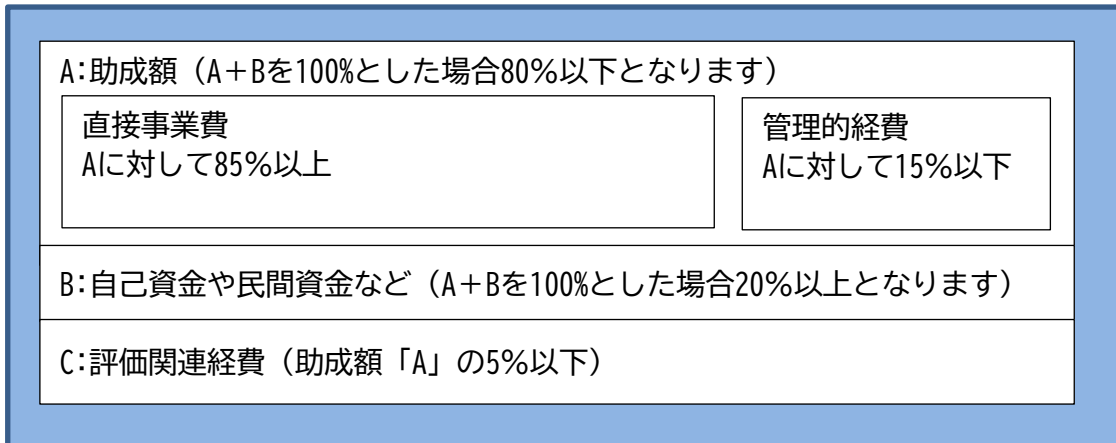 A:助成額（A＋Bを100%とした場合80％以下となります）
直接事業費
Aに対して85％以上
管理的経費
Aに対して15％以下
B:自己資金や民間資金など（A＋Bを100%とした場合20％以上となります）
C:評価関連経費（助成額「A」の5％以下）